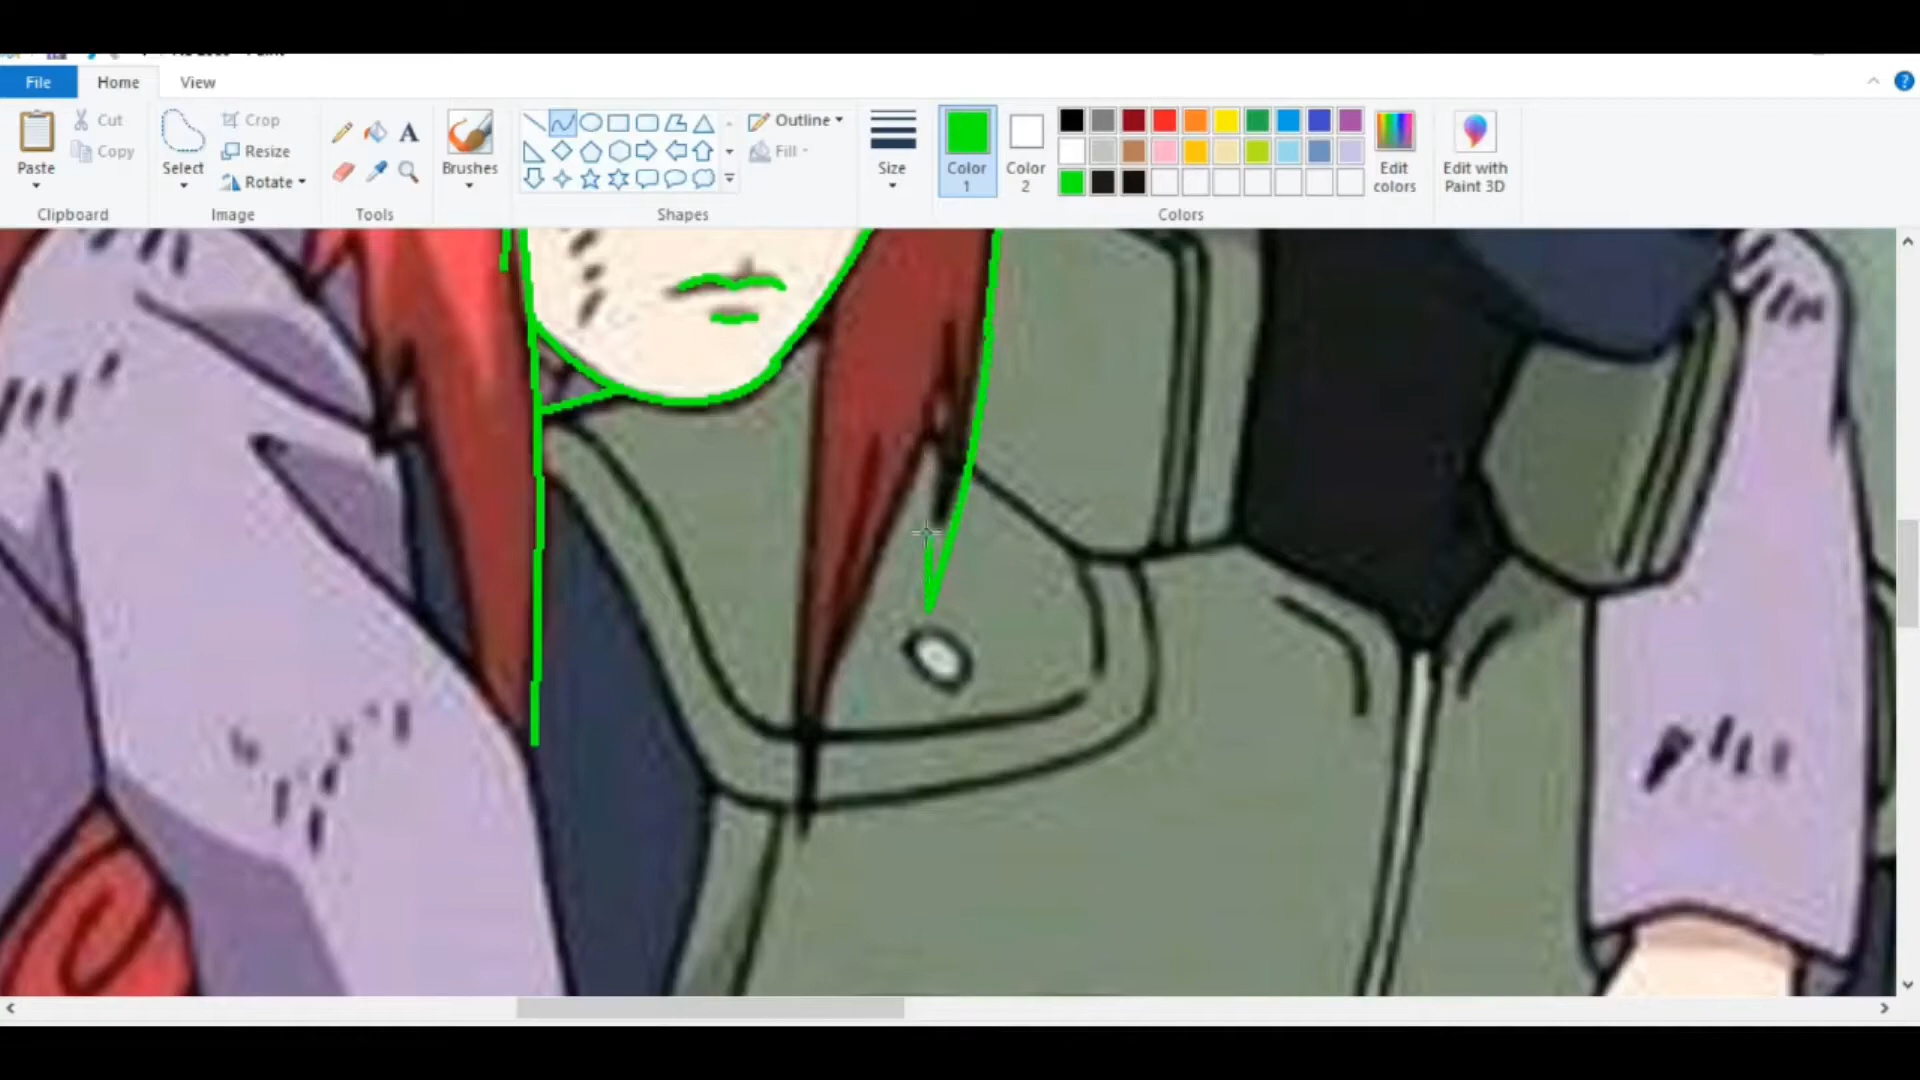 File
Home
View
Paste
Cut
Copy
Clipboard
Select
Crop
Resize
Rotate
Image
A
Tools
Brushes
Outline
Fill
Shapes
Size
Color
1
Color
2
Edit
colors
Edit with
Paint 3D
Colors
?